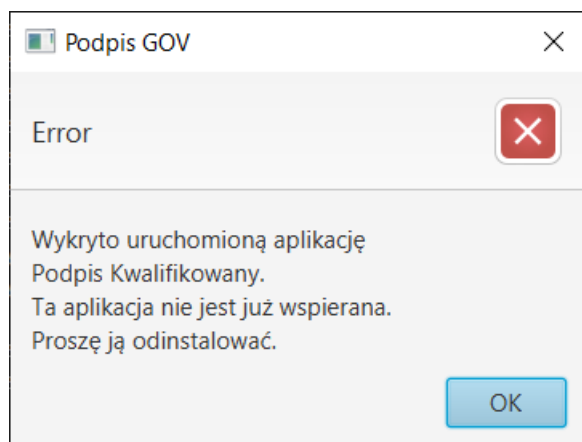 Podpis GOV
Error
Wykryto uruchomioną aplikację
Podpis Kwalifikowany.
Ta aplikacja nie jest już wspierana.
Proszę ją odinstalować.
OK